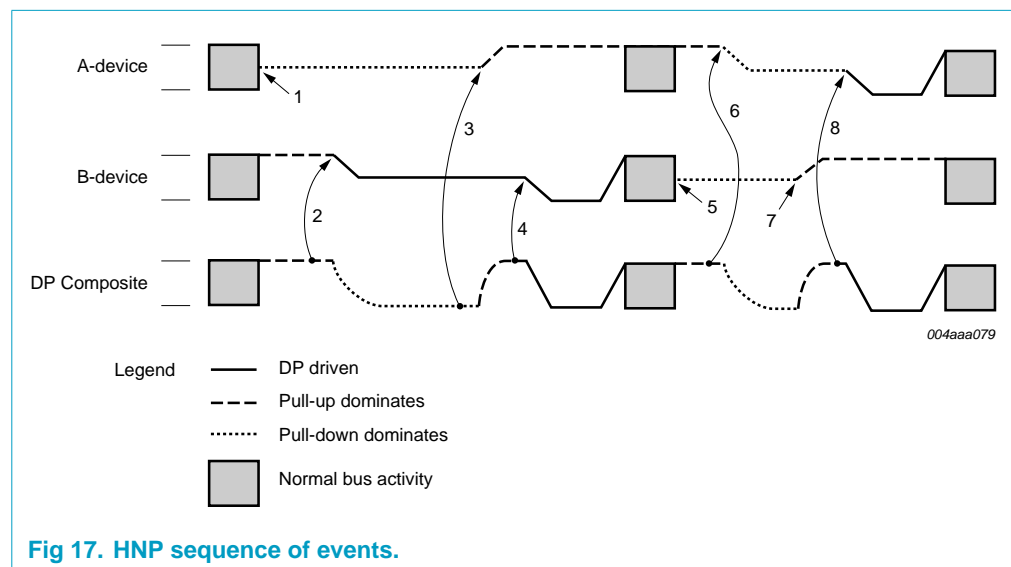 A-device
1
3
6
8
B-device
2
4
5
7
DP Composite
004aaa079
Legend
DP driven
Pull-up dominates
Pull-down dominates
Normal bus activity
Fig 17. HNP sequence of events.